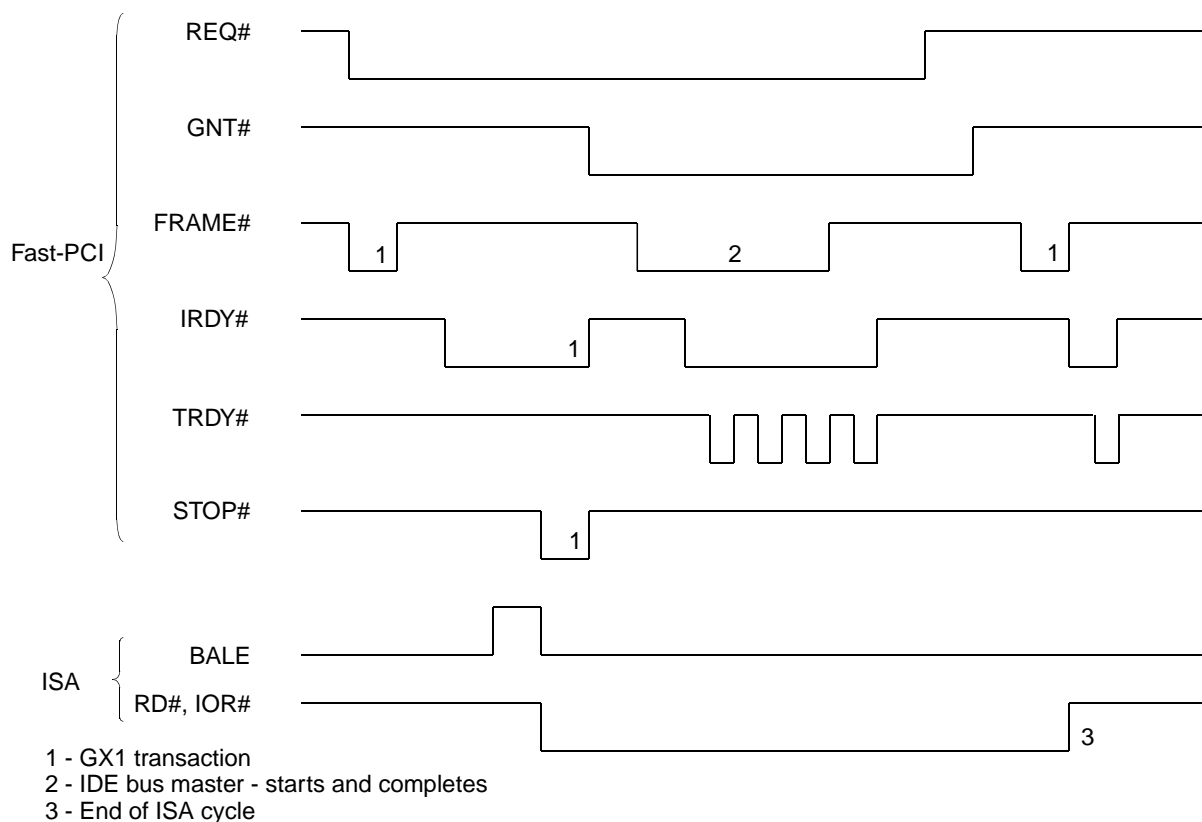 REQ#
GNT#
FRAME#
1
2
1
Fast-PCI
IRDY#
1
TRDY#
STOP#
1
BALE
ISA
RD#, IOR#
3
1 - GX1 transaction
2 - IDE bus master - starts and completes
3 - End of ISA cycle